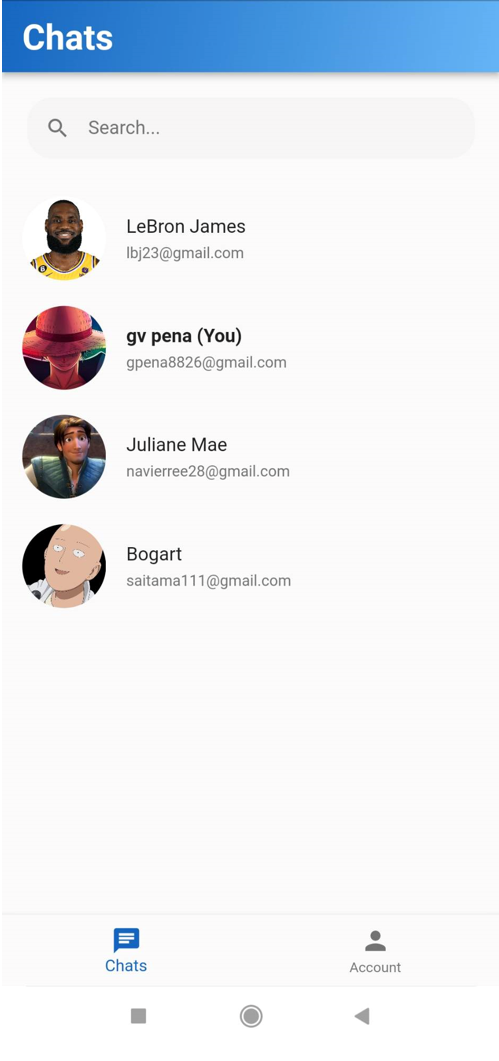 Chats
Search...
LeBron James
lbj23@gmail.com
gv pena (You)
gpena8826@gmail.com
Juliane Mae
navierree28@gmail.com
Bogart
saitama111@gmail.com
Chats
Account